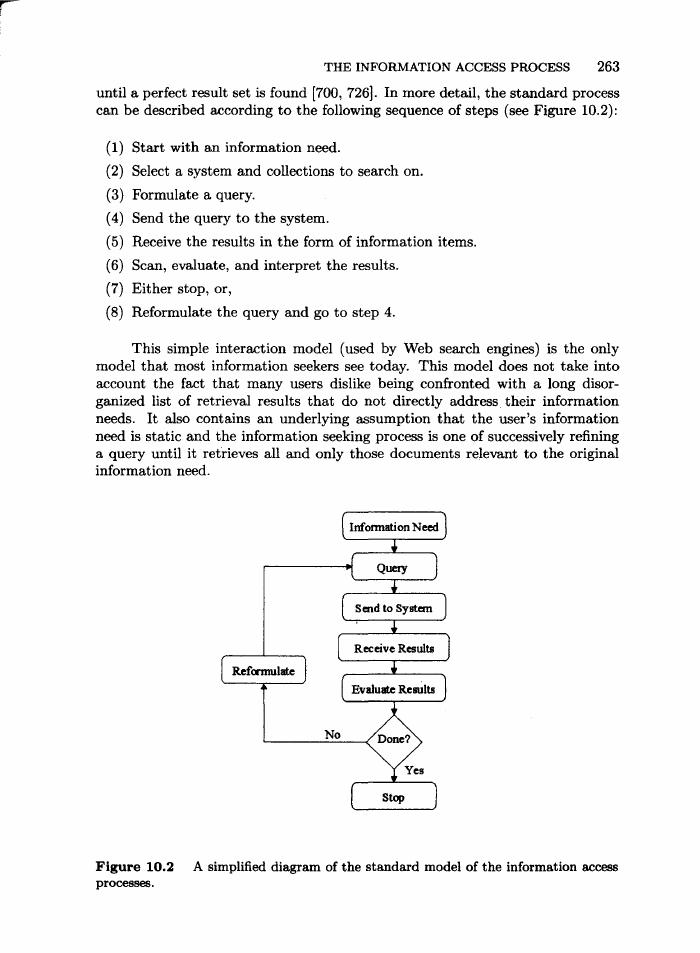 THE INFORMATION ACCESS PROCESS 263
until a perfect result set is found [700, 726]. In more detail, the standard process
can be described according to the following sequence of steps (see Figure 10.2):
(1) Start with an information need.
(2) Select a system and collections to search on.
(3) Formulate a query.
(4) Send the query to the system.
(5) Receive the results in the form of information items.
(6) Scan, evaluate, and interpret the results.
(7) Either stop, or,
(8) Reformulate the query and go to step 4.
This simple interaction model (used by Web search engines) is the only
model that most information seekers see today. This model does not take into
account the fact that many users dislike being confronted with a long disor-
ganized list of retrieval results that do not directly address their information
needs. It also contains an underlying assumption that the user's information
need is static and the information seeking process is one of successively refining
a query until it retrieves all and only those documents relevant to the original
information need.
Information Need
Query
Send to System
Receive Results
Reformulate
Evaluate Results
No
Done?
Yes
Stop
Figure 10.2 A simplified diagram of the standard model of the information access
processes.